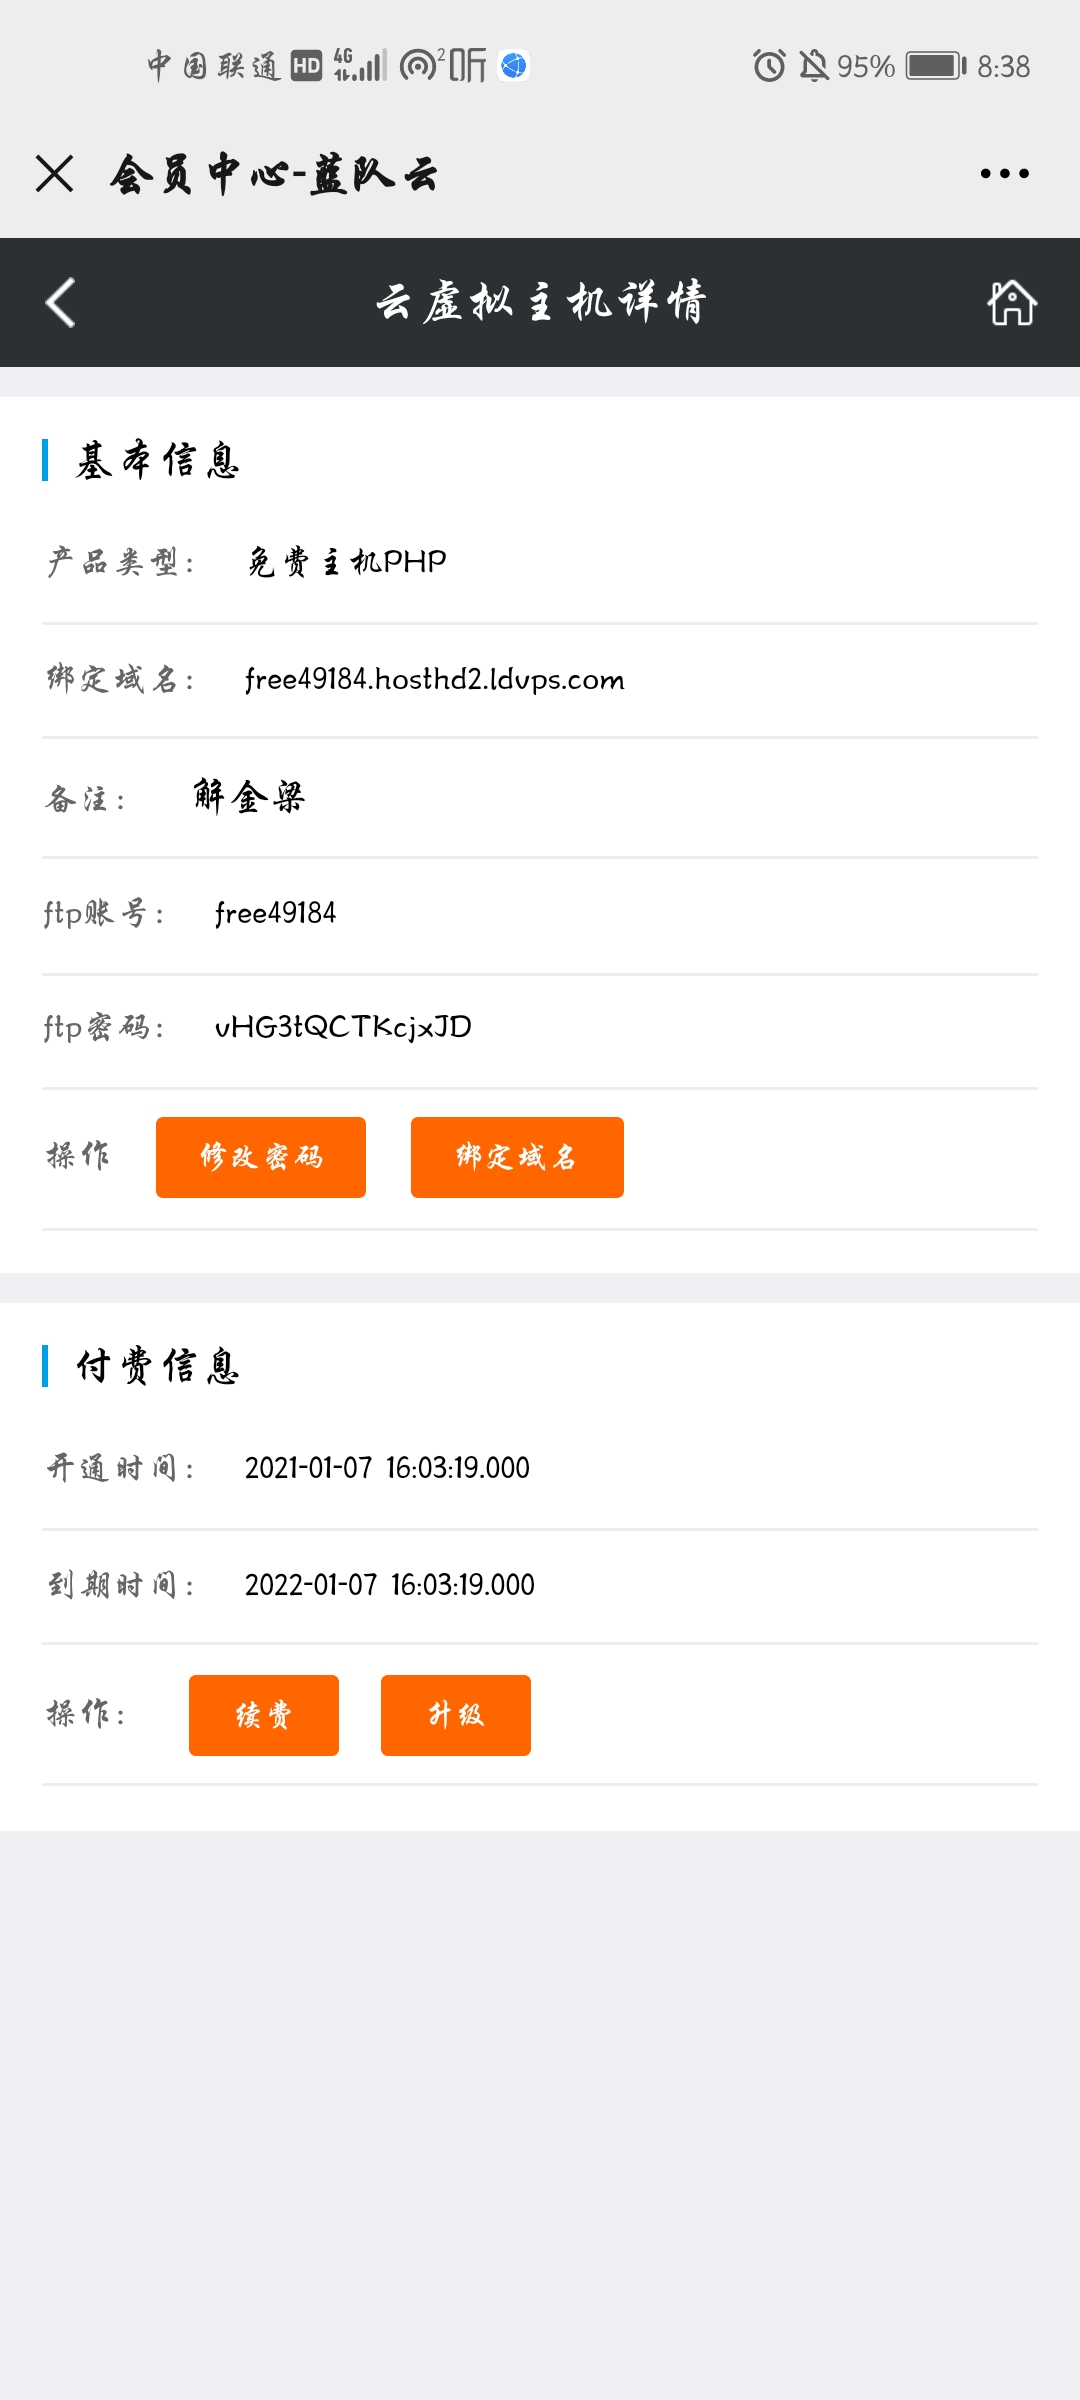 中国联通 HD 4G 2 听 95% 8:38
会员中心-蓝队云
云虚拟主机详情
基本信息
产品类型: 免费主机PHP
绑定域名: free49184.hosthd2.ldvps.com
备注: 解金梁
ftp账号: free49184
ftp密码: vHG3tQCTKcjxJD
操作 修改密码 绑定域名
付费信息
开通时间: 2021-01-07 16:03:19.000
到期时间: 2022-01-07 16:03:19.000
操作: 续费 升级